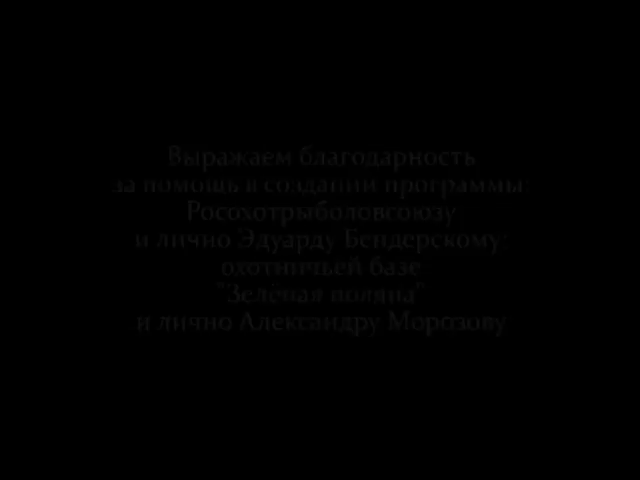 Выражаем благодарность
за помощь в создании программы:
Росохотрыболовсоюзу
и лично Эдуарду Бендерскому;
охотничьей базе
"Зелёная поляна"
и лично Александру Морозову